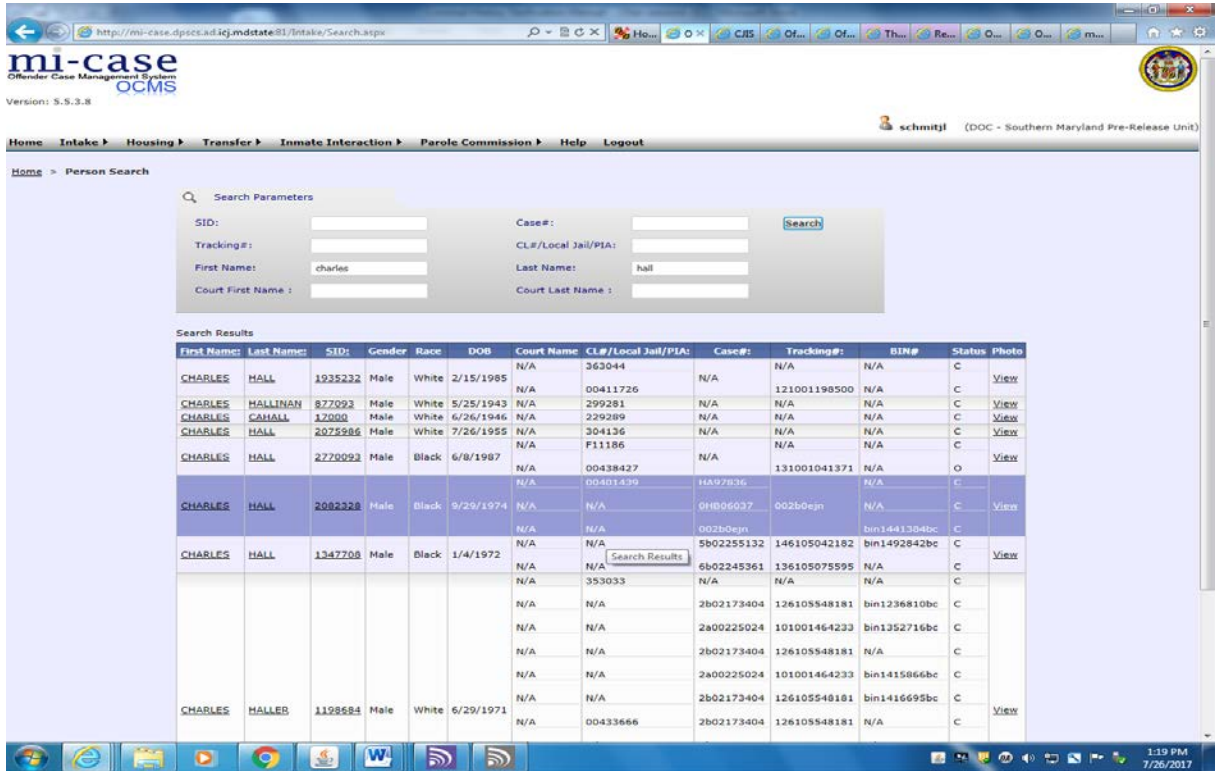 http://mi-case.dpscs.ad.icj.mdstate:81/Intake/Search.aspx Ho... O CJIS Of... Of... Th... Re... O... O... m...
mi-case
Offender Case Management System
OCMS
Version: 5.5.3.8
schmitjl (DOC - Southern Maryland Pre-Release Unit)
Home Intake Housing Transfer Inmate Interaction Parole Commission Help Logout
Home > Person Search
Search Parameters
SID: Case#: Search
Tracking#: CL#/Local Jail/PIA:
First Name: charles Last Name: hall
Court First Name : Court Last Name :
Search Results
First Name: Last Name: SID: Gender Race DOB Court Name CL#/Local Jail/PIA: Case#: Tracking#: BIN# Status Photo
N/A 363044 N/A N/A C
CHARLES HALL 1935232 Male White 2/15/1985 N/A View
N/A 00411726 121001198500 N/A C
CHARLES HALLINAN 877093 Male White 5/25/1943 N/A 299281 N/A N/A N/A C View
CHARLES CAHALL 17000 Male White 6/26/1946 N/A 229289 N/A N/A N/A C View
CHARLES HALL 2075986 Male White 7/26/1955 N/A 304136 N/A N/A N/A C View
N/A F11186 N/A N/A C
CHARLES HALL 2770093 Male Black 6/8/1987 N/A View
N/A 00438427 131001041371 N/A O
N/A 00401439 HA97836 N/A C
CHARLES HALL 2082328 Male Black 9/29/1974 N/A N/A 0HB06037 002b0ejn N/A C View
N/A N/A 002b0ejn bin1441384bc C
N/A N/A 5b02255132 146105042182 bin1492842bc C
CHARLES HALL 1347708 Male Black 1/4/1972 Search Results View
N/A N/A 6b02245361 136105075595 N/A C
N/A 353033 N/A N/A N/A C
N/A N/A 2b02173404 126105548181 bin1236810bc C
N/A N/A 2a00225024 101001464233 bin1352716bc C
N/A N/A 2b02173404 126105548181 N/A C
N/A N/A 2a00225024 101001464233 bin1415866bc C
N/A N/A 2b02173404 126105548181 bin1416695bc C
CHARLES HALLER 1198684 Male White 6/29/1971 View
N/A 00433666 2b02173404 126105548181 N/A C
1:19 PM
7/26/2017